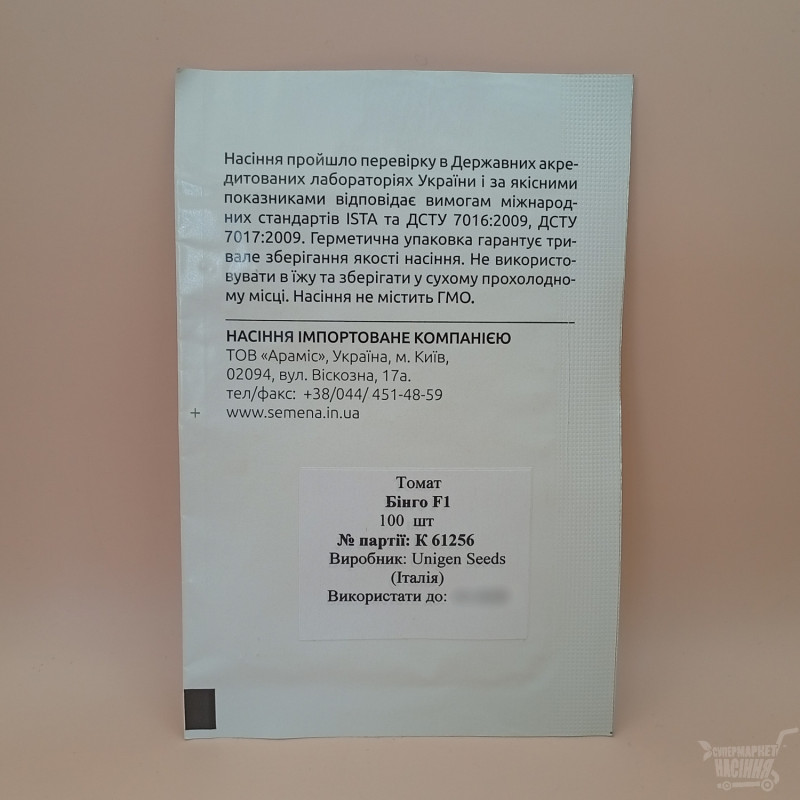 Насіння пройшло перевірку в Державних акре-
дитованих лабораторіях України і за якісними
показниками відповідає вимогам міжнарод-
них стандартів ISTA та ДСТУ 7016:2009, ДСТУ
7017:2009. Герметична упаковка гарантує три-
вале зберігання якості насіння. Не використо-
вувати в їжу та зберігати у сухому прохолодно-
му місці. Насіння не містить ГМО.
НАСІННЯ ІМПОРТОВАНЕ КОМПАНІЄЮ
ТОВ «Араміс», Україна, м. Київ,
02094, вул. Віскозна, 17а.
тел/факс: +38/044/ 451-48-59
www.semena.in.ua
Томат
Бінго F1
100 шт
№ партії: К 61256
Виробник: Unigen Seeds
(Італія)
Використати до:
СУПЕРМАРКЕТ
НАСІННЯ